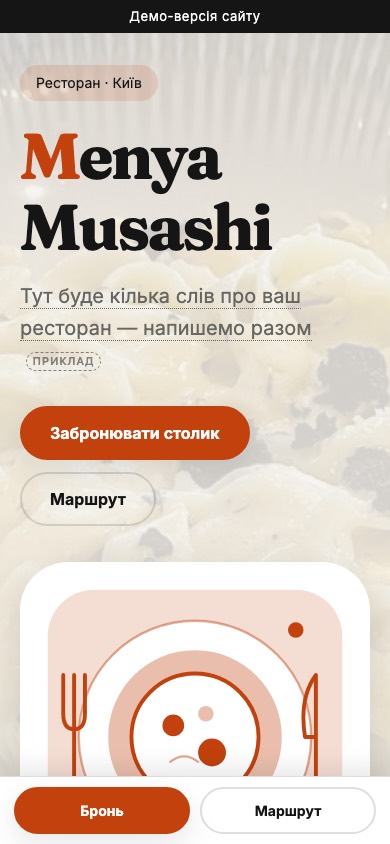 Демо-версія сайту
Ресторан · Київ
Menya
Musashi
Тут буде кілька слів про ваш
ресторан — напишемо разом
ПРИКЛАД
Забронювати столик
Маршрут
Бронь
Маршрут